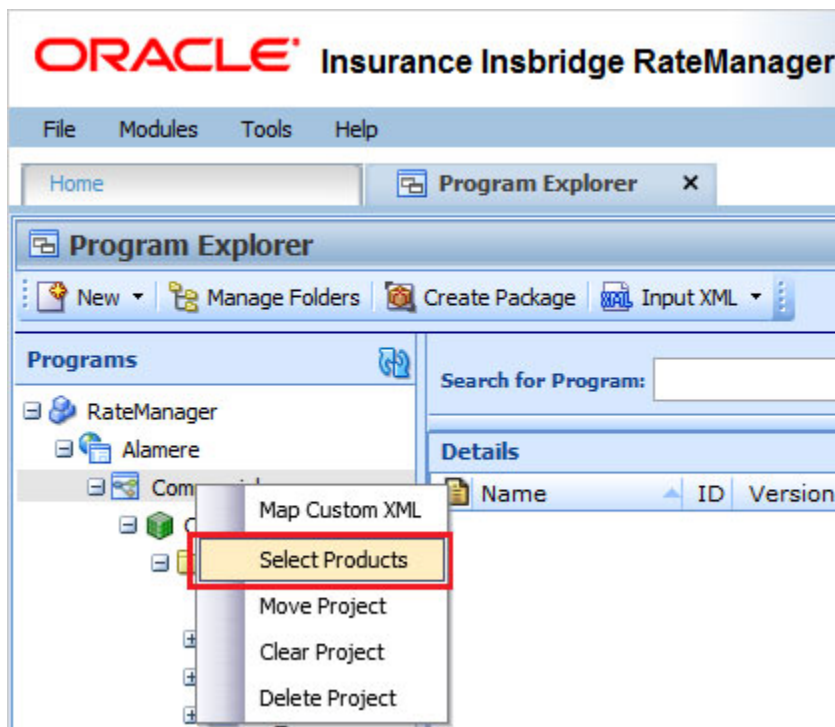 ORACLE Insurance Insbridge RateManager
File Modules Tools Help
Home Program Explorer ×
Program Explorer
New Manage Folders Create Package XML Input XML
Programs
Search for Program:
RateManager
Alamere
Details
Name ID Version
Map Custom XML
Select Products
Move Project
Clear Project
Delete Project